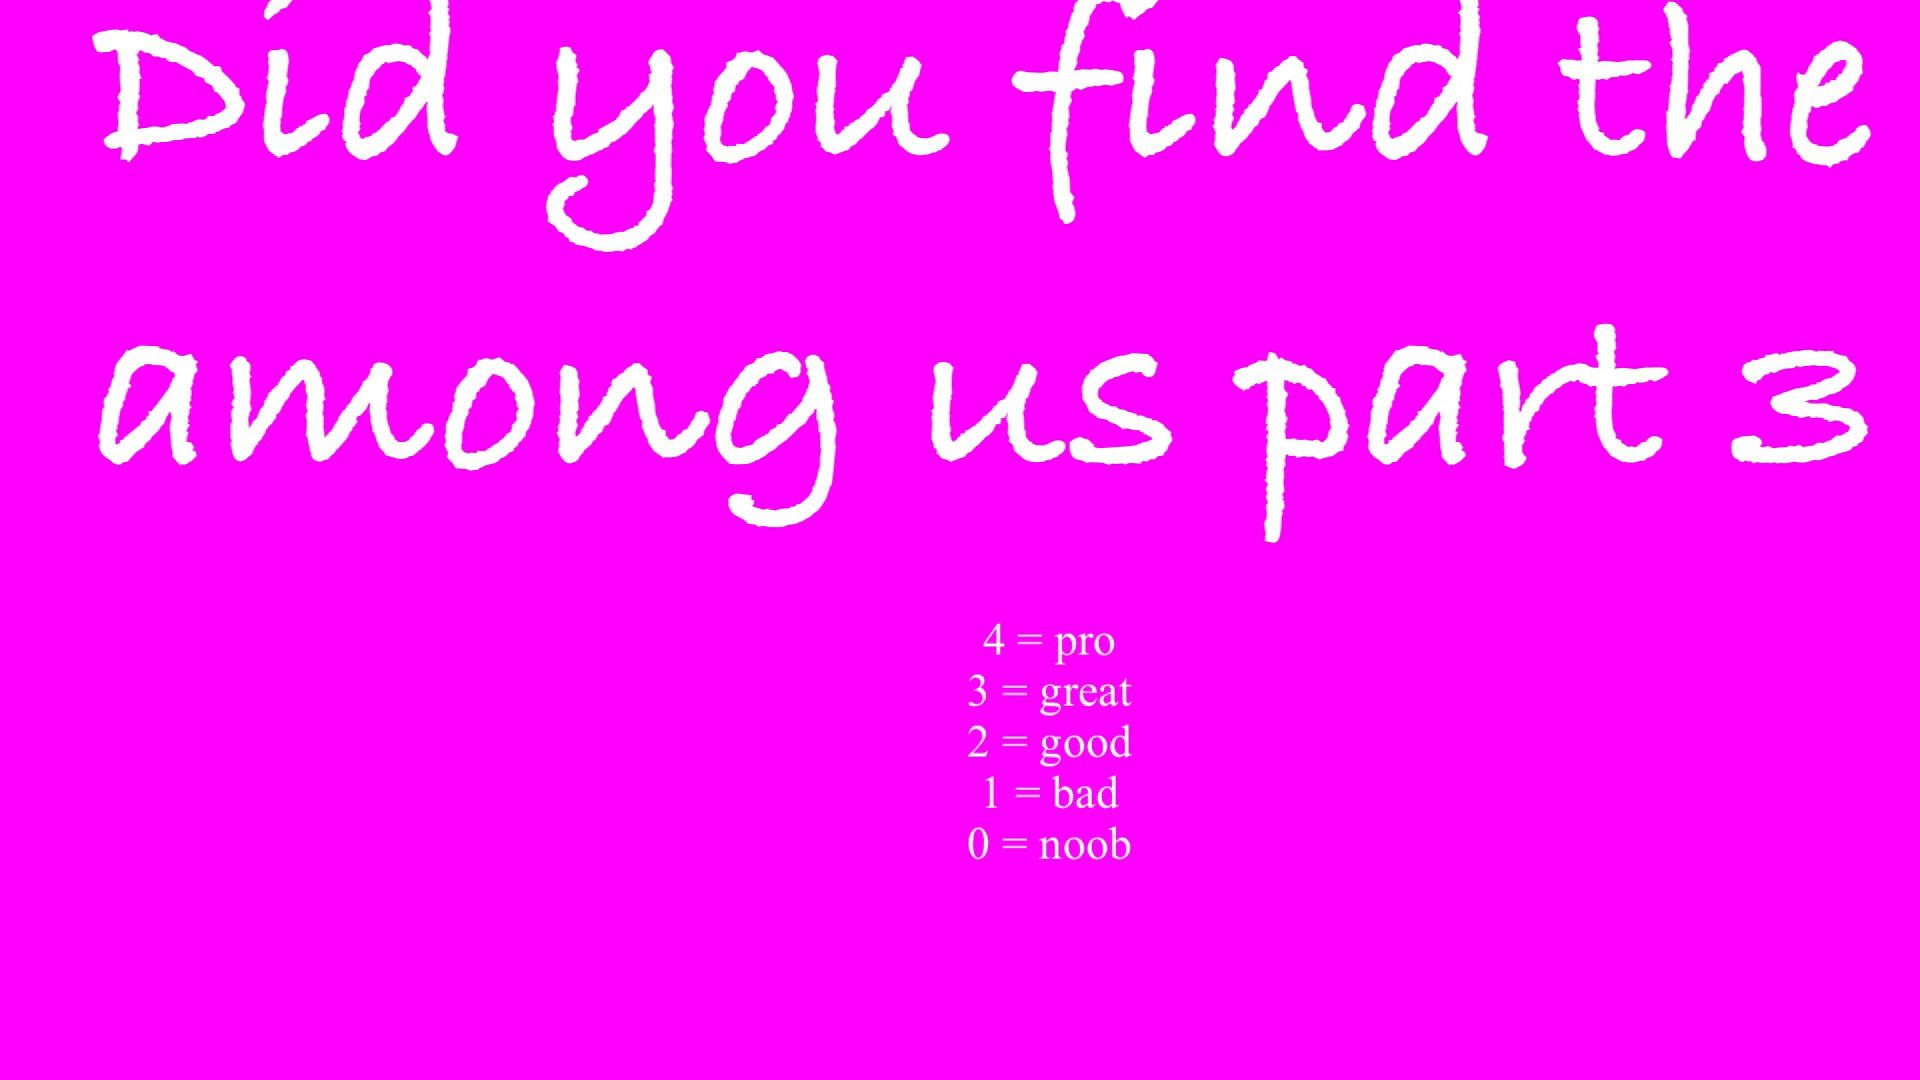 Did you find the
among us part 3
4 = pro
3 = great
2 = good
1 = bad
0 = noob